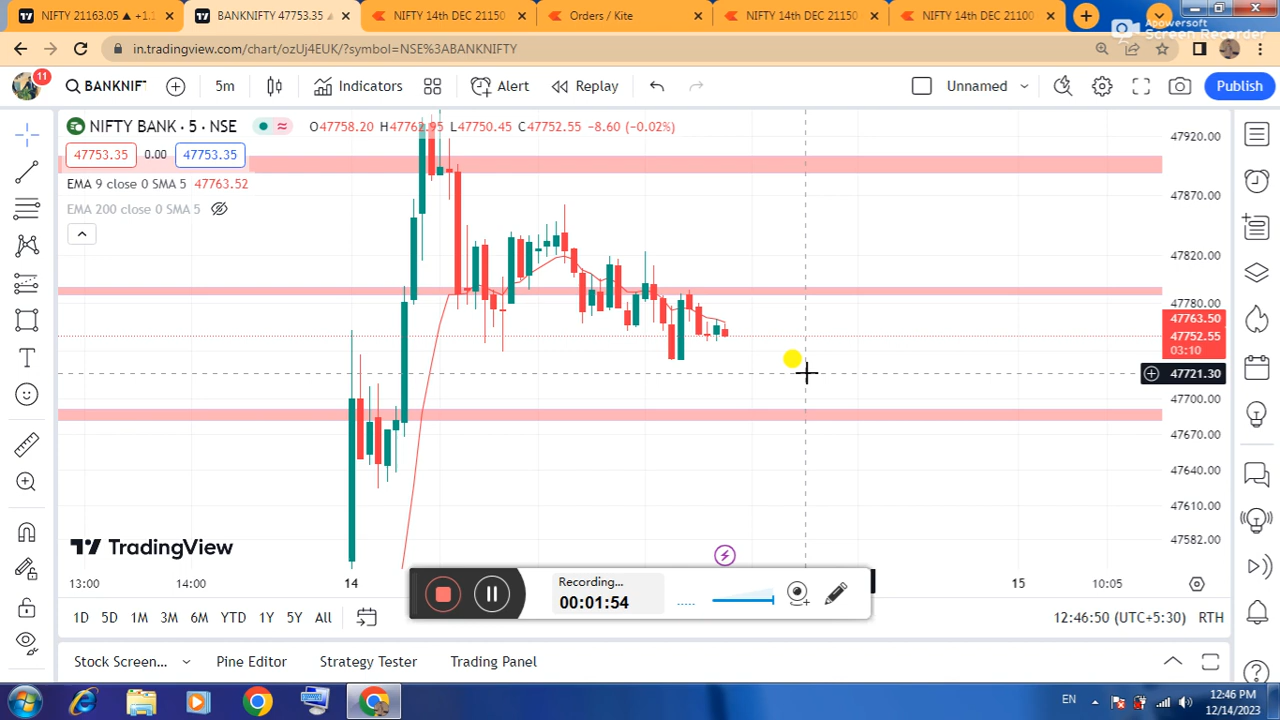 NIFTY 21163.05 ▲ +1.1
BANKNIFTY 47753.35
NIFTY 14th DEC 21150
Orders / Kite
NIFTY 14th DEC 21150
NIFTY 14th DEC 21100
Apowersoft
Screen Recorder
in.tradingview.com/chart/ozUj4EUK/?symbol=NSE%3ABANKNIFTY
11
BANKNIFT
5m
Indicators
Alert
Replay
Unnamed
Publish
NIFTY BANK · 5 · NSE
O47758.20 H47762.95 L47750.45 C47752.55 -8.60 (-0.02%)
47753.35
0.00
47753.35
EMA 9 close 0 SMA 5 47763.52
EMA 200 close 0 SMA 5
47920.00
47870.00
47820.00
47780.00
47763.50
47752.55
03:10
47721.30
47700.00
47670.00
47640.00
47610.00
47582.00
TradingView
13:00
14:00
14
15
10:05
Recording...
00:01:54
1D
5D
1M
3M
6M
YTD
1Y
5Y
All
12:46:50 (UTC+5:30)
RTH
Stock Screen...
Pine Editor
Strategy Tester
Trading Panel
EN
12:46 PM
12/14/2023